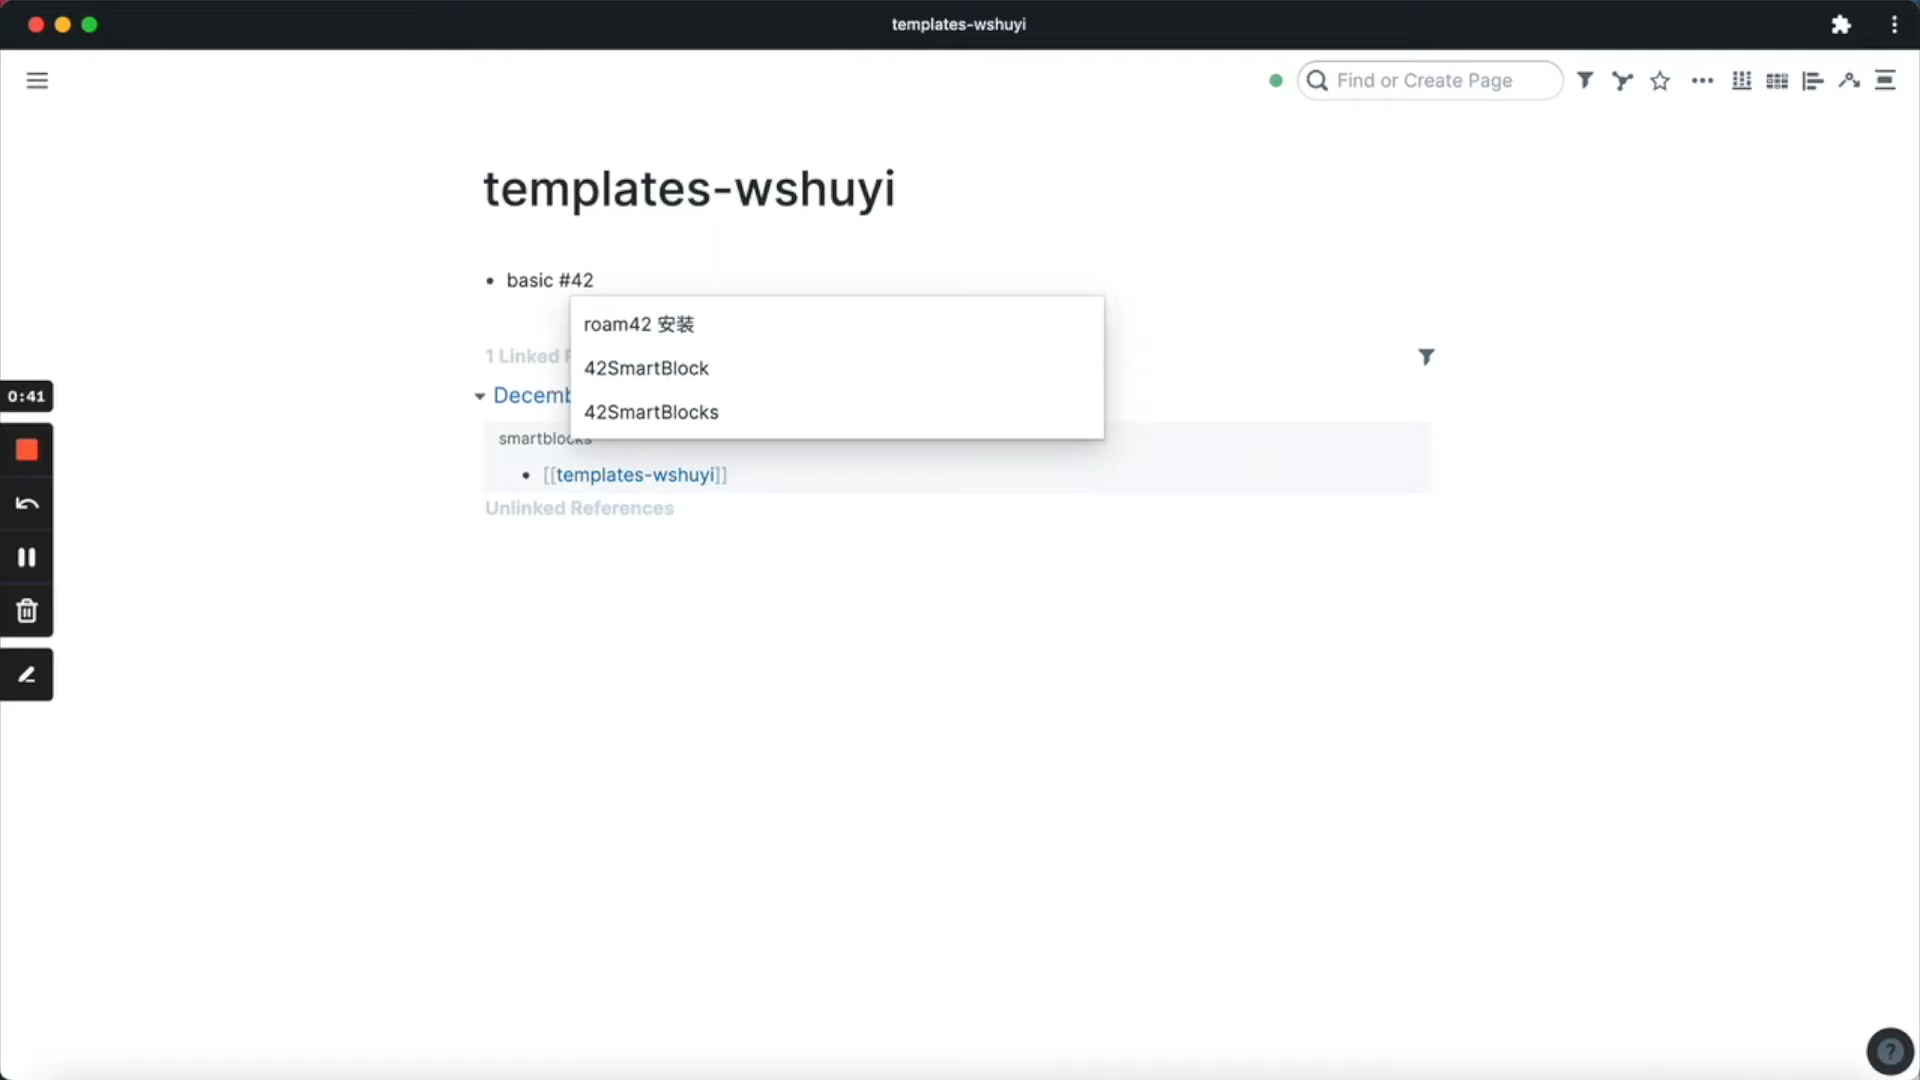 templates-wshuyi
Find or Create Page
templates-wshuyi
basic #42
roam42 安装
1 Linked
42SmartBlock
0:41
42SmartBlocks
smartblocks
[[templates-wshuyi]]
Unlinked References
?